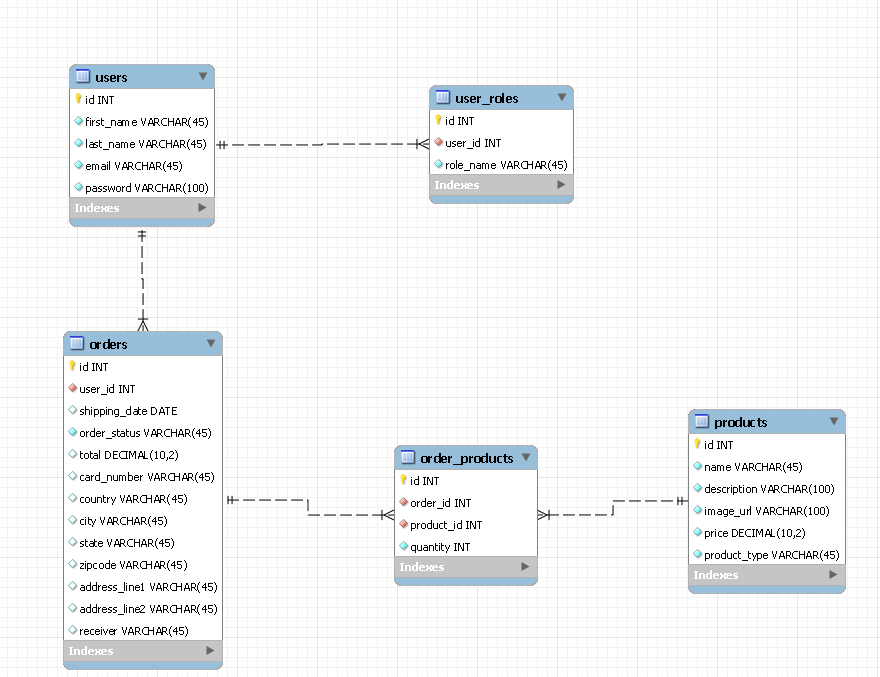 users
id INT
first_name VARCHAR(45)
last_name VARCHAR(45)
email VARCHAR(45)
password VARCHAR(100)
Indexes
user_roles
id INT
user_id INT
role_name VARCHAR(45)
Indexes
orders
id INT
user_id INT
shipping_date DATE
order_status VARCHAR(45)
total DECIMAL(10,2)
card_number VARCHAR(45)
country VARCHAR(45)
city VARCHAR(45)
state VARCHAR(45)
zipcode VARCHAR(45)
address_line1 VARCHAR(45)
address_line2 VARCHAR(45)
receiver VARCHAR(45)
Indexes
order_products
id INT
order_id INT
product_id INT
quantity INT
Indexes
products
id INT
name VARCHAR(45)
description VARCHAR(100)
image_url VARCHAR(100)
price DECIMAL(10,2)
product_type VARCHAR(45)
Indexes